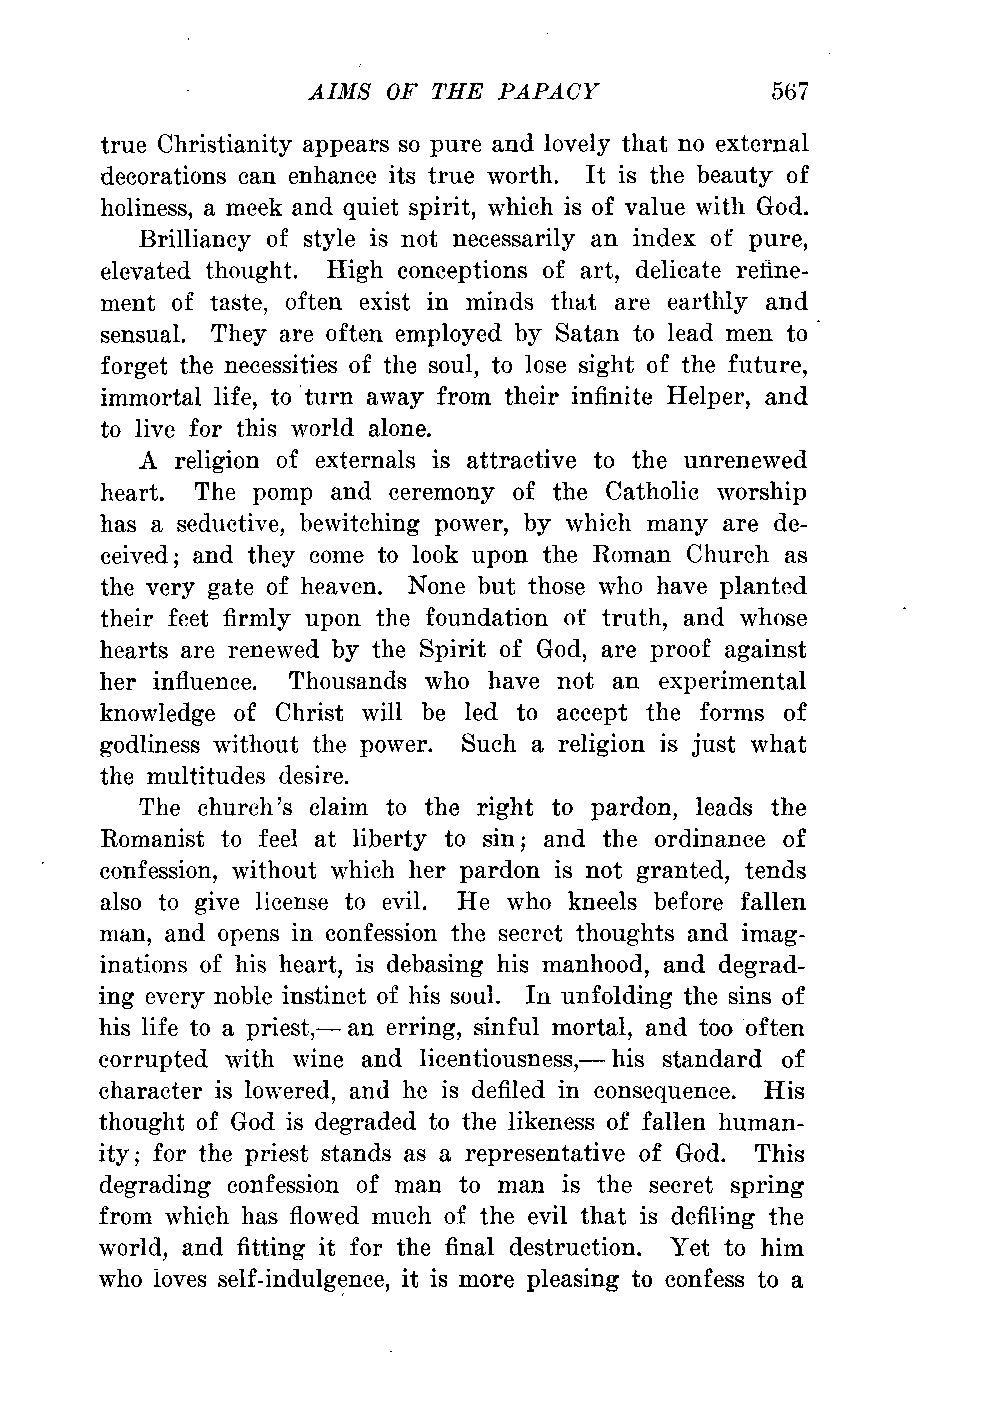 AIMS OF THE PAPACY 567
true Christianity appears so pure and lovely that no external
decorations can enhance its true worth. It is the beauty of
holiness, a meek and quiet spirit, which is of value with God.
Brilliancy of style is not necessarily an index of pure,
elevated thought. High conceptions of art, delicate refine-
ment of taste, often exist in minds that are earthly and
sensual. They are often employed by Satan to lead men to
forget the necessities of the soul, to lose sight of the future,
immortal life, to turn away from their infinite Helper, and
to live for this world alone.
A religion of externals is attractive to the unrenewed
heart. The pomp and ceremony of the Catholic worship
has a seductive, bewitching power, by which many are de-
ceived; and they come to look upon the Roman Church as
the very gate of heaven. None but those who have planted
their feet firmly upon the foundation of truth, and whose
hearts are renewed by the Spirit of God, are proof against
her influence. Thousands who have not an experimental
knowledge of Christ will be led to accept the forms of
godliness without the power. Such a religion is just what
the multitudes desire.
The church's claim to the right to pardon, leads the
Romanist to feel at liberty to sin; and the ordinance of
confession, without which her pardon is not granted, tends
also to give license to evil. He who kneels before fallen
man, and opens in confession the secret thoughts and imag-
inations of his heart, is debasing his manhood, and degrad-
ing every noble instinct of his soul. In unfolding the sins of
his life to a priest,— an erring, sinful mortal, and too often
corrupted with wine and licentiousness,— his standard of
character is lowered, and he is defiled in consequence. His
thought of God is degraded to the likeness of fallen human-
ity; for the priest stands as a representative of God. This
degrading confession of man to man is the secret spring
from which has flowed much of the evil that is defiling the
world, and fitting it for the final destruction. Yet to him
who loves self-indulgence, it is more pleasing to confess to a